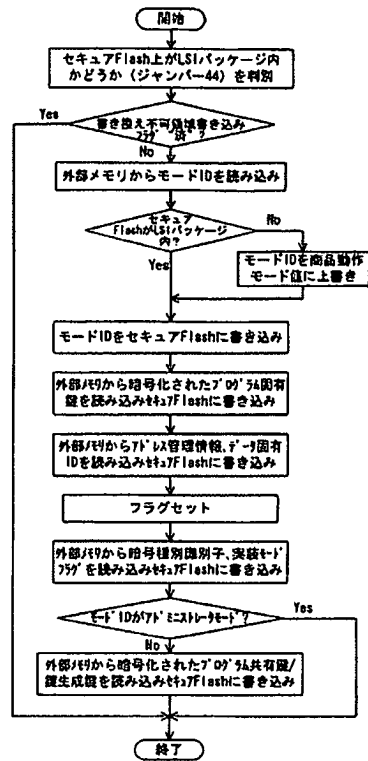 開始
セキュアFlash上がLSIパッケージ内
かどうか（ジャンパー44）を判別
Yes
書き換え不可領域書き込み
フラグ"済"？
No
外部メモリからモードIDを読み込み
セキュア
FlashがLSIパッケージ
内？
No
Yes
モードIDを商品動作
モード値に上書き
モードIDをセキュアFlashに書き込み
外部メモリから暗号化されたプログラム固有
鍵を読み込みセキュアFlashに書き込み
外部メモリからアドレス管理情報、データ固有
IDを読み込みセキュアFlashに書き込み
フラグセット
外部メモリから暗号種別識別子、実装モード
フラグを読み込みセキュアFlashに書き込み
モードIDがアドミニストレータモード？
Yes
No
外部メモリから暗号化されたプログラム共有鍵/
鍵生成鍵を読み込みセキュアFlashに書き込み
終了